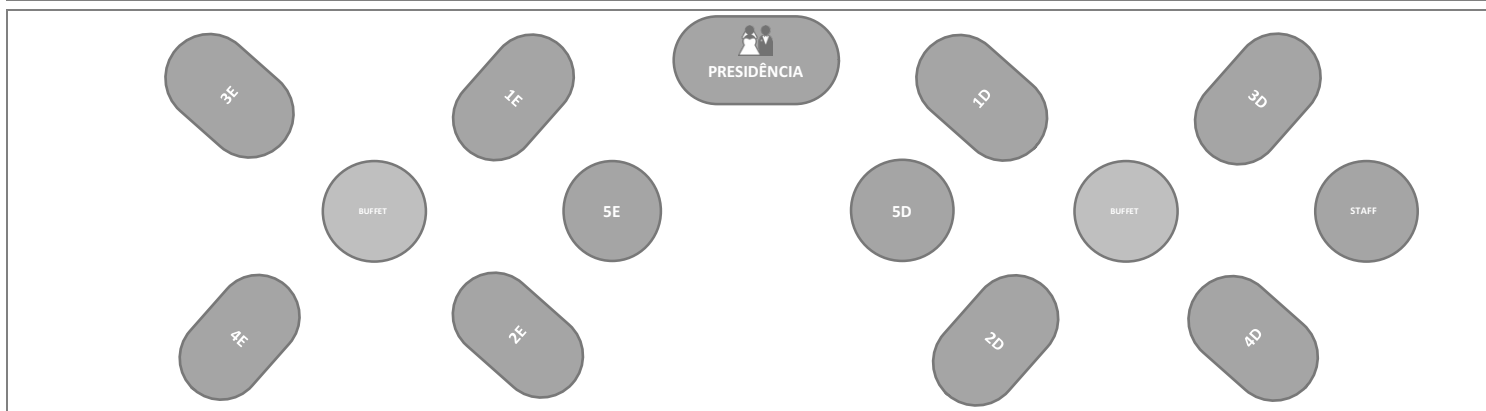 PRESIDÊNCIA
3E
1E
1D
3D
BUFFET
5E
5D
BUFFET
STAFF
4E
2E
2D
4D